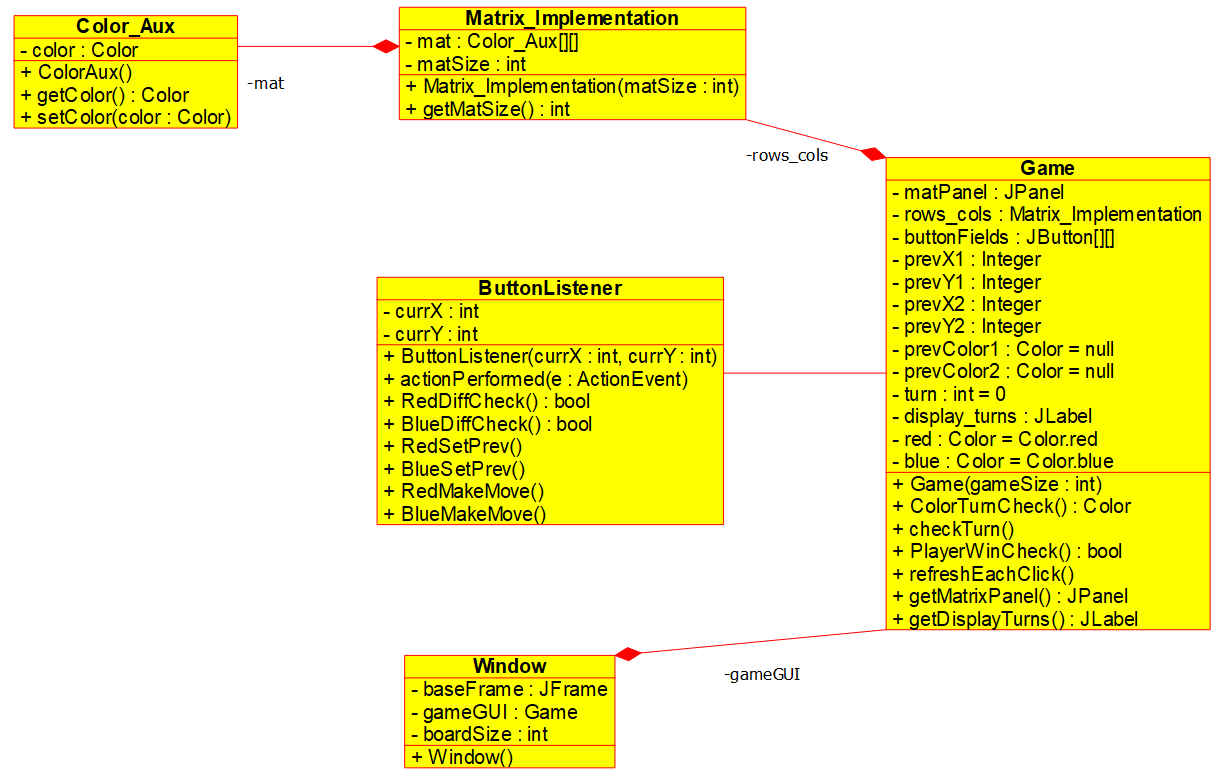 Color_Aux
- color : Color
+ ColorAux()
+ getColor() : Color
+ setColor(color : Color)
-mat
Matrix_Implementation
- mat : Color_Aux[][]
- matSize : int
+ Matrix_Implementation(matSize : int)
+ getMatSize() : int
-rows_cols
Game
- matPanel : JPanel
- rows_cols : Matrix_Implementation
- buttonFields : JButton[][]
- prevX1 : Integer
- prevY1 : Integer
- prevX2 : Integer
- prevY2 : Integer
- prevColor1 : Color = null
- prevColor2 : Color = null
- turn : int = 0
- display_turns : JLabel
- red : Color = Color.red
- blue : Color = Color.blue
+ Game(gameSize : int)
+ ColorTurnCheck() : Color
+ checkTurn()
+ PlayerWinCheck() : bool
+ refreshEachClick()
+ getMatrixPanel() : JPanel
+ getDisplayTurns() : JLabel
ButtonListener
- currX : int
- currY : int
+ ButtonListener(currX : int, currY : int)
+ actionPerformed(e : ActionEvent)
+ RedDiffCheck() : bool
+ BlueDiffCheck() : bool
+ RedSetPrev()
+ BlueSetPrev()
+ RedMakeMove()
+ BlueMakeMove()
Window
- baseFrame : JFrame
- gameGUI : Game
- boardSize : int
+ Window()
-gameGUI